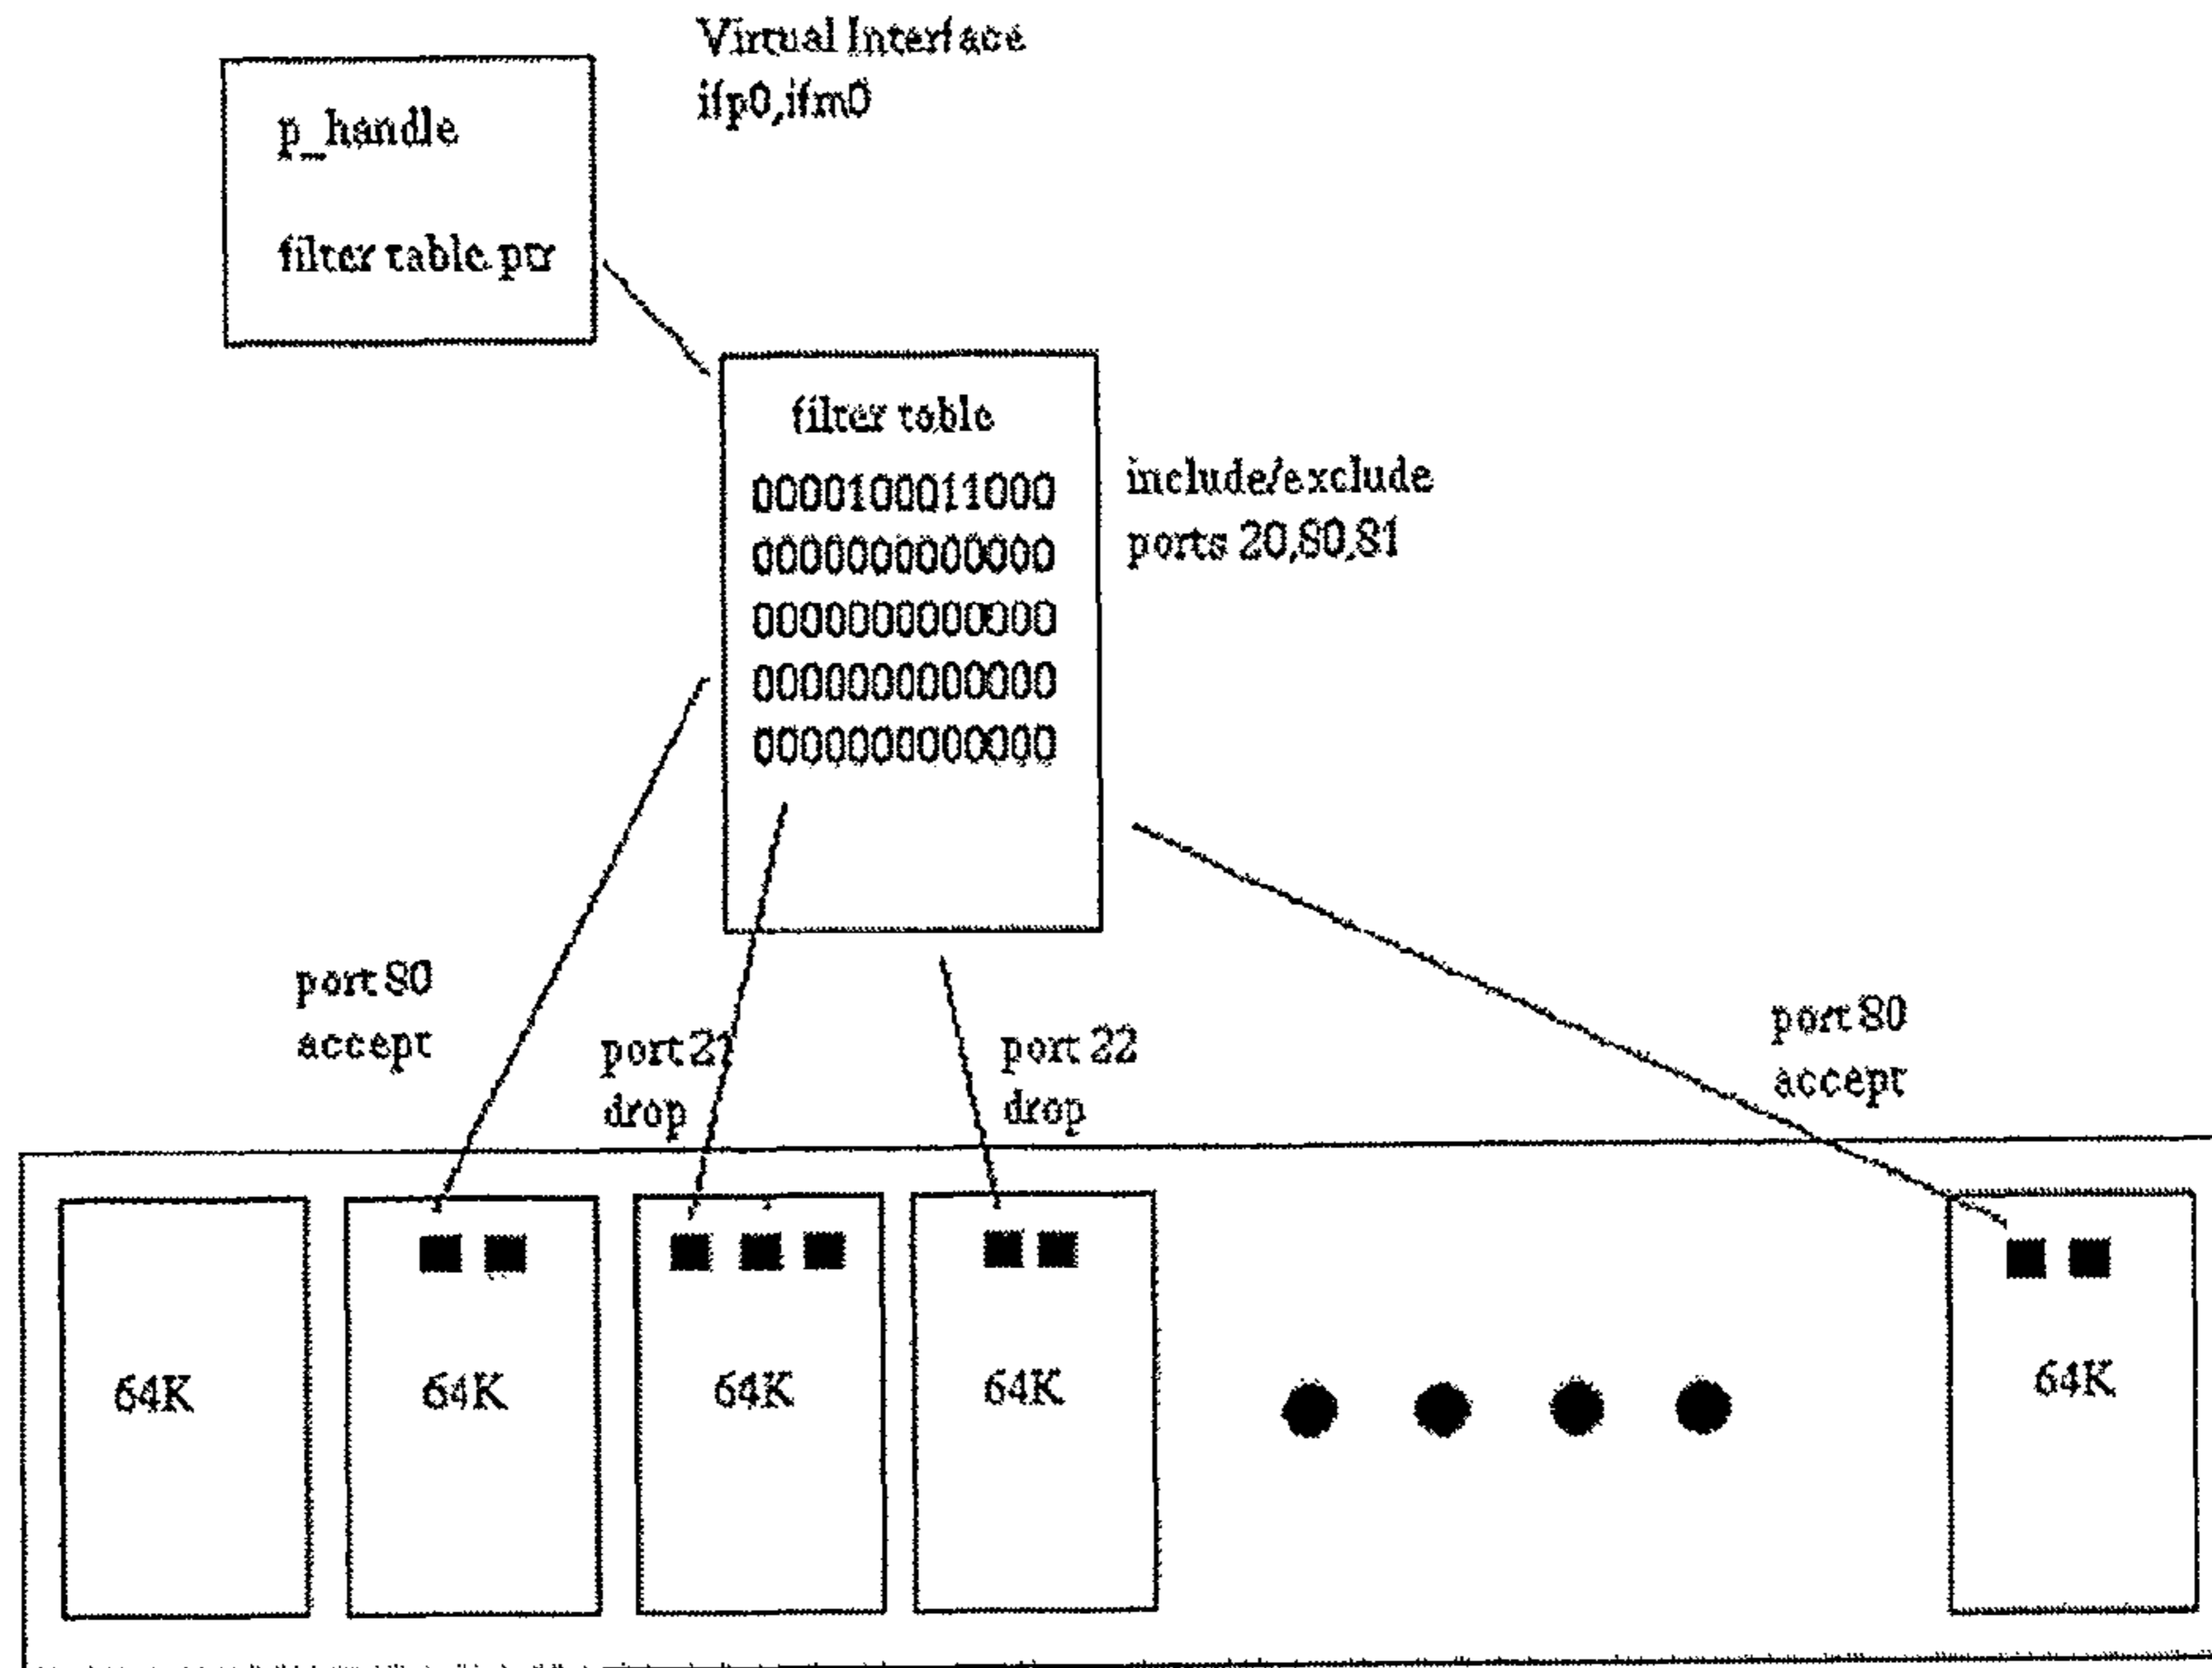 Virtual Interface
ifp0,ifm0
p_handle
filter table ptr
filter table
0000100011000
0000000000000
0000000000000
0000000000000
0000000000000
include/exclude
ports 20,80,81
port 80
accept
port 21
drop
port 22
drop
port 80
accept
64K
64K
64K
64K
64K